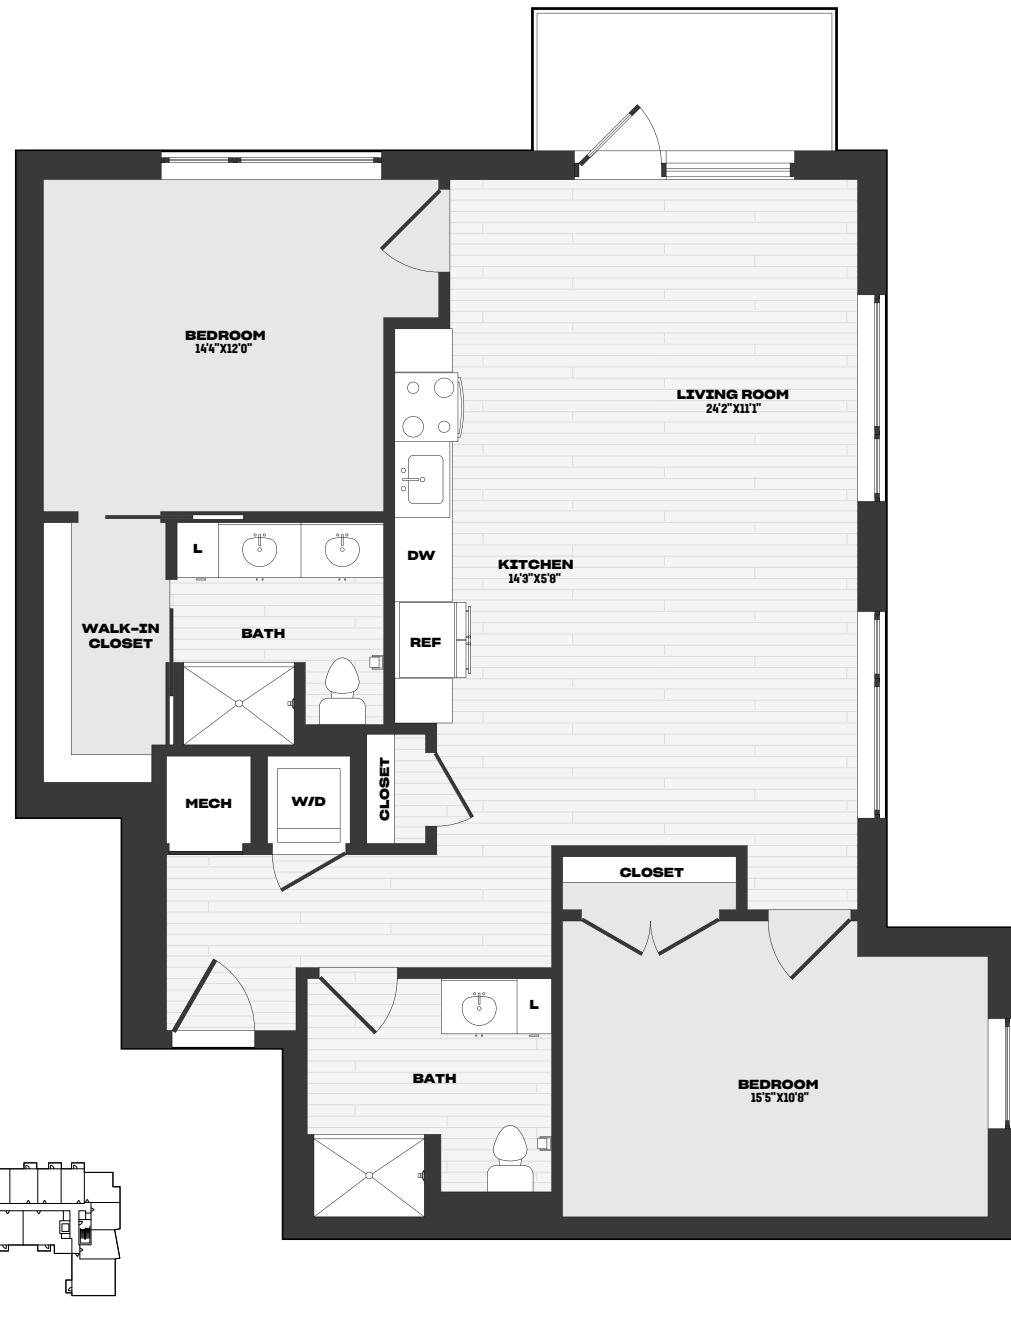 BEDROOM
14'4"X12'0"
LIVING ROOM
24'2"X11'1"
L
DW
KITCHEN
14'3"X5'8"
WALK-IN
CLOSET
BATH
REF
MECH
W/D
CLOSET
CLOSET
L
BATH
BEDROOM
15'5"X10'8"